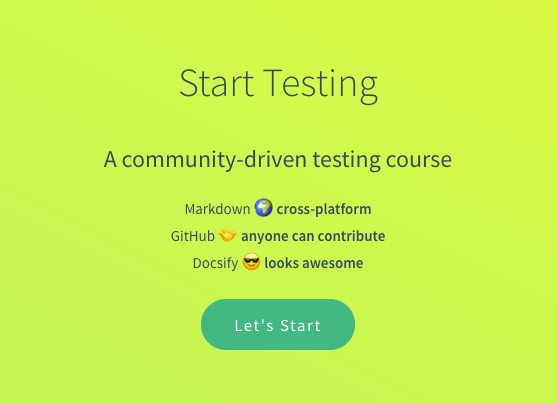 Start Testing
A community-driven testing course
Markdown 🌍 cross-platform
GitHub 🤝 anyone can contribute
Docsify 😎 looks awesome
Let's Start